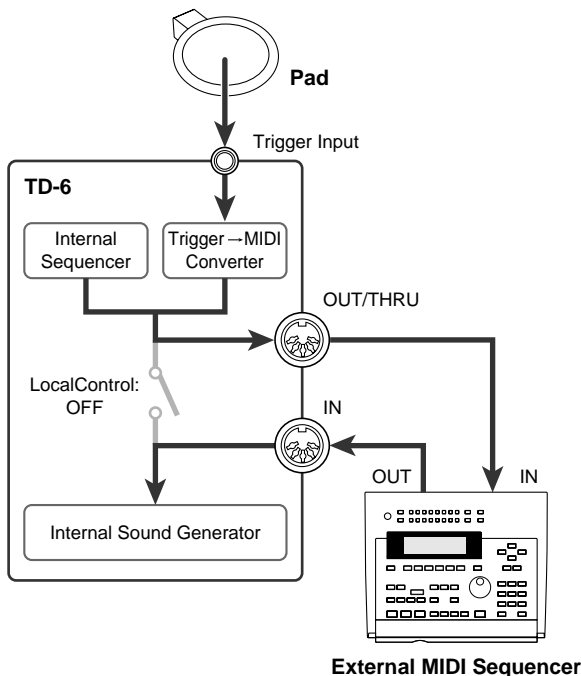 Pad
Trigger Input
TD-6
Internal
Sequencer
Trigger→MIDI
Converter
OUT/THRU
LocalControl:
OFF
IN
OUT
IN
Internal Sound Generator
External MIDI Sequencer